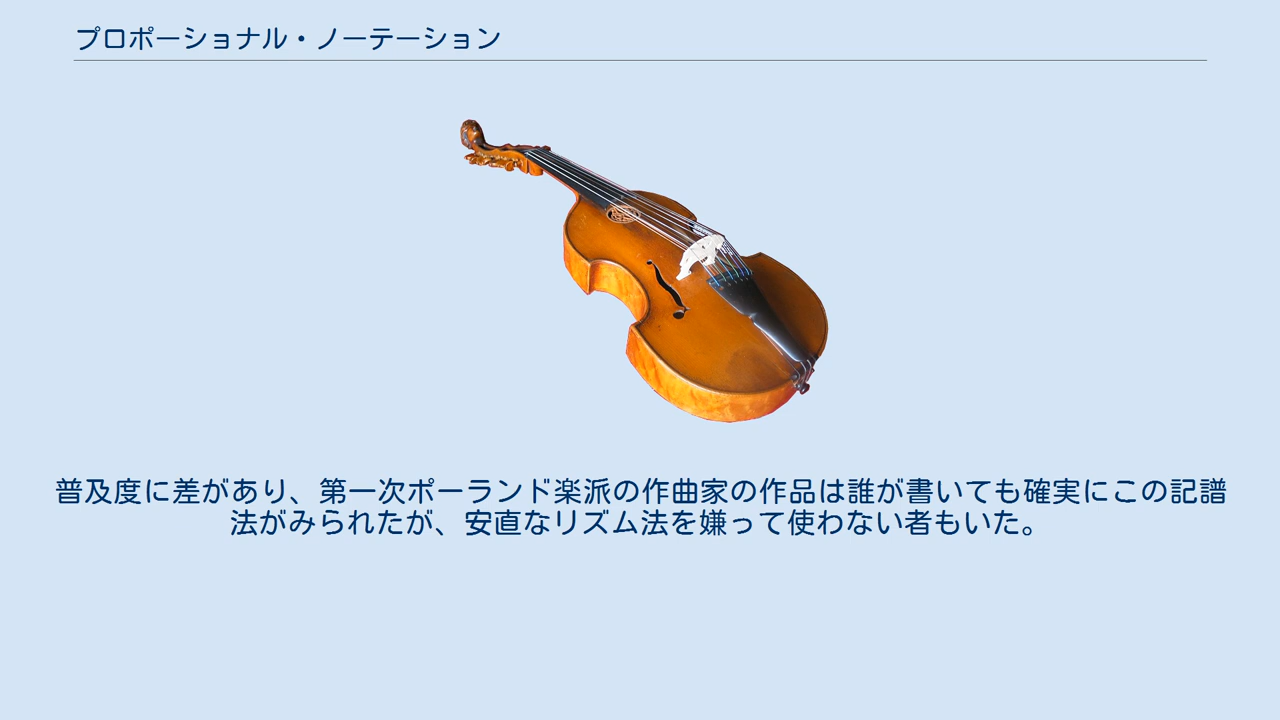 プロポーショナル・ノーテーション
普及度に差があり、第一次ポーランド楽派の作曲家の作品は誰が書いても確実にこの記譜
法がみられたが、安直なリズム法を嫌って使わない者もいた。